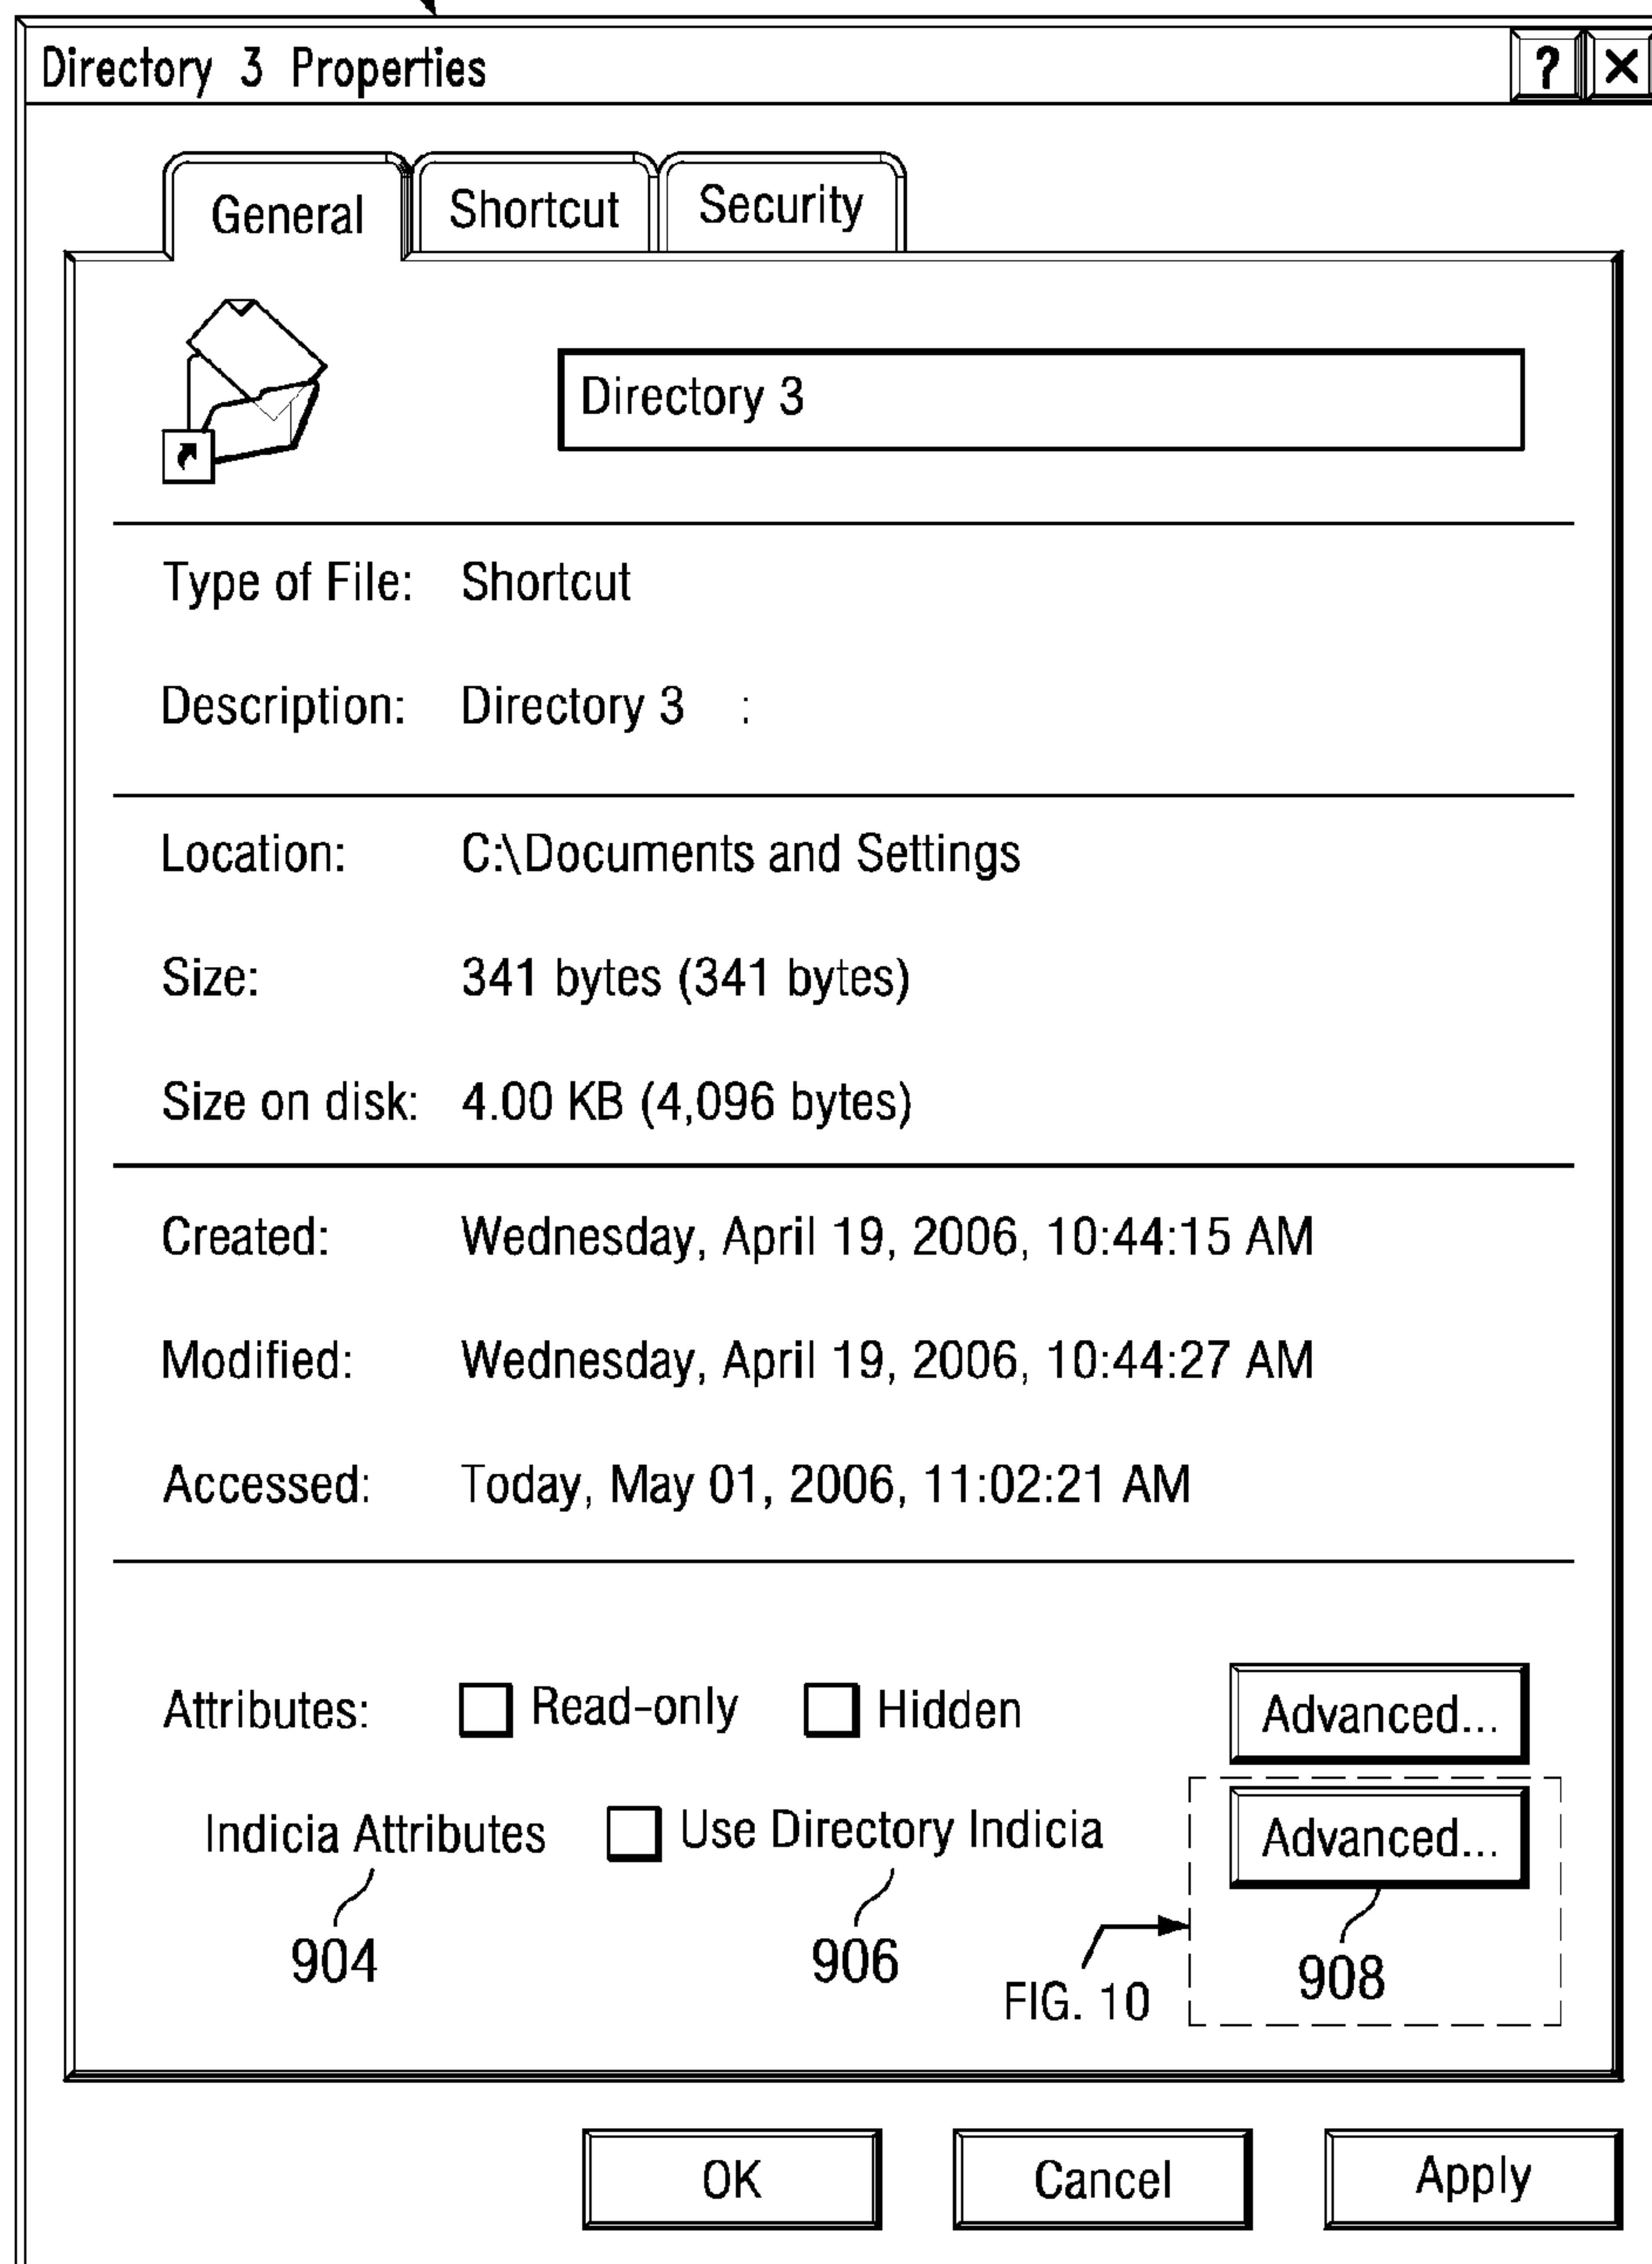 Directory 3 Properties ? ×
General Shortcut Security
Directory 3
Type of File: Shortcut
Description: Directory 3 :
Location: C:\Documents and Settings
Size: 341 bytes (341 bytes)
Size on disk: 4.00 KB (4,096 bytes)
Created: Wednesday, April 19, 2006, 10:44:15 AM
Modified: Wednesday, April 19, 2006, 10:44:27 AM
Accessed: Today, May 01, 2006, 11:02:21 AM
Attributes: Read-only Hidden Advanced...
Indicia Attributes Use Directory Indicia Advanced...
904 906 908
FIG. 10
OK Cancel Apply